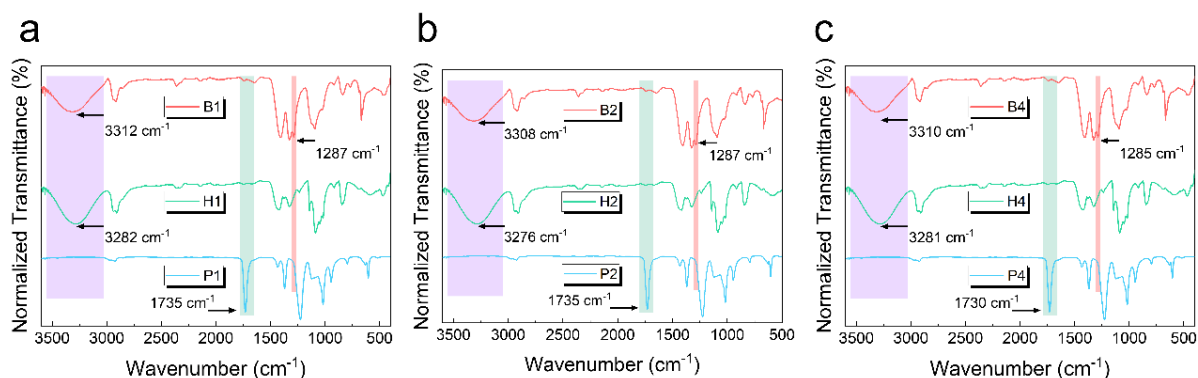 a
Normalized Transmittance (%)
B1
3312 cm⁻¹
1287 cm⁻¹
H1
3282 cm⁻¹
P1
1735 cm⁻¹
3500 3000 2500 2000 1500 1000 500
Wavenumber (cm⁻¹)
b
Normalized Transmittance (%)
B2
3308 cm⁻¹
1287 cm⁻¹
H2
3276 cm⁻¹
P2
1735 cm⁻¹
3500 3000 2500 2000 1500 1000 500
Wavenumber (cm⁻¹)
c
Normalized Transmittance (%)
B4
3310 cm⁻¹
1285 cm⁻¹
H4
3281 cm⁻¹
P4
1730 cm⁻¹
3500 3000 2500 2000 1500 1000 500
Wavenumber (cm⁻¹)